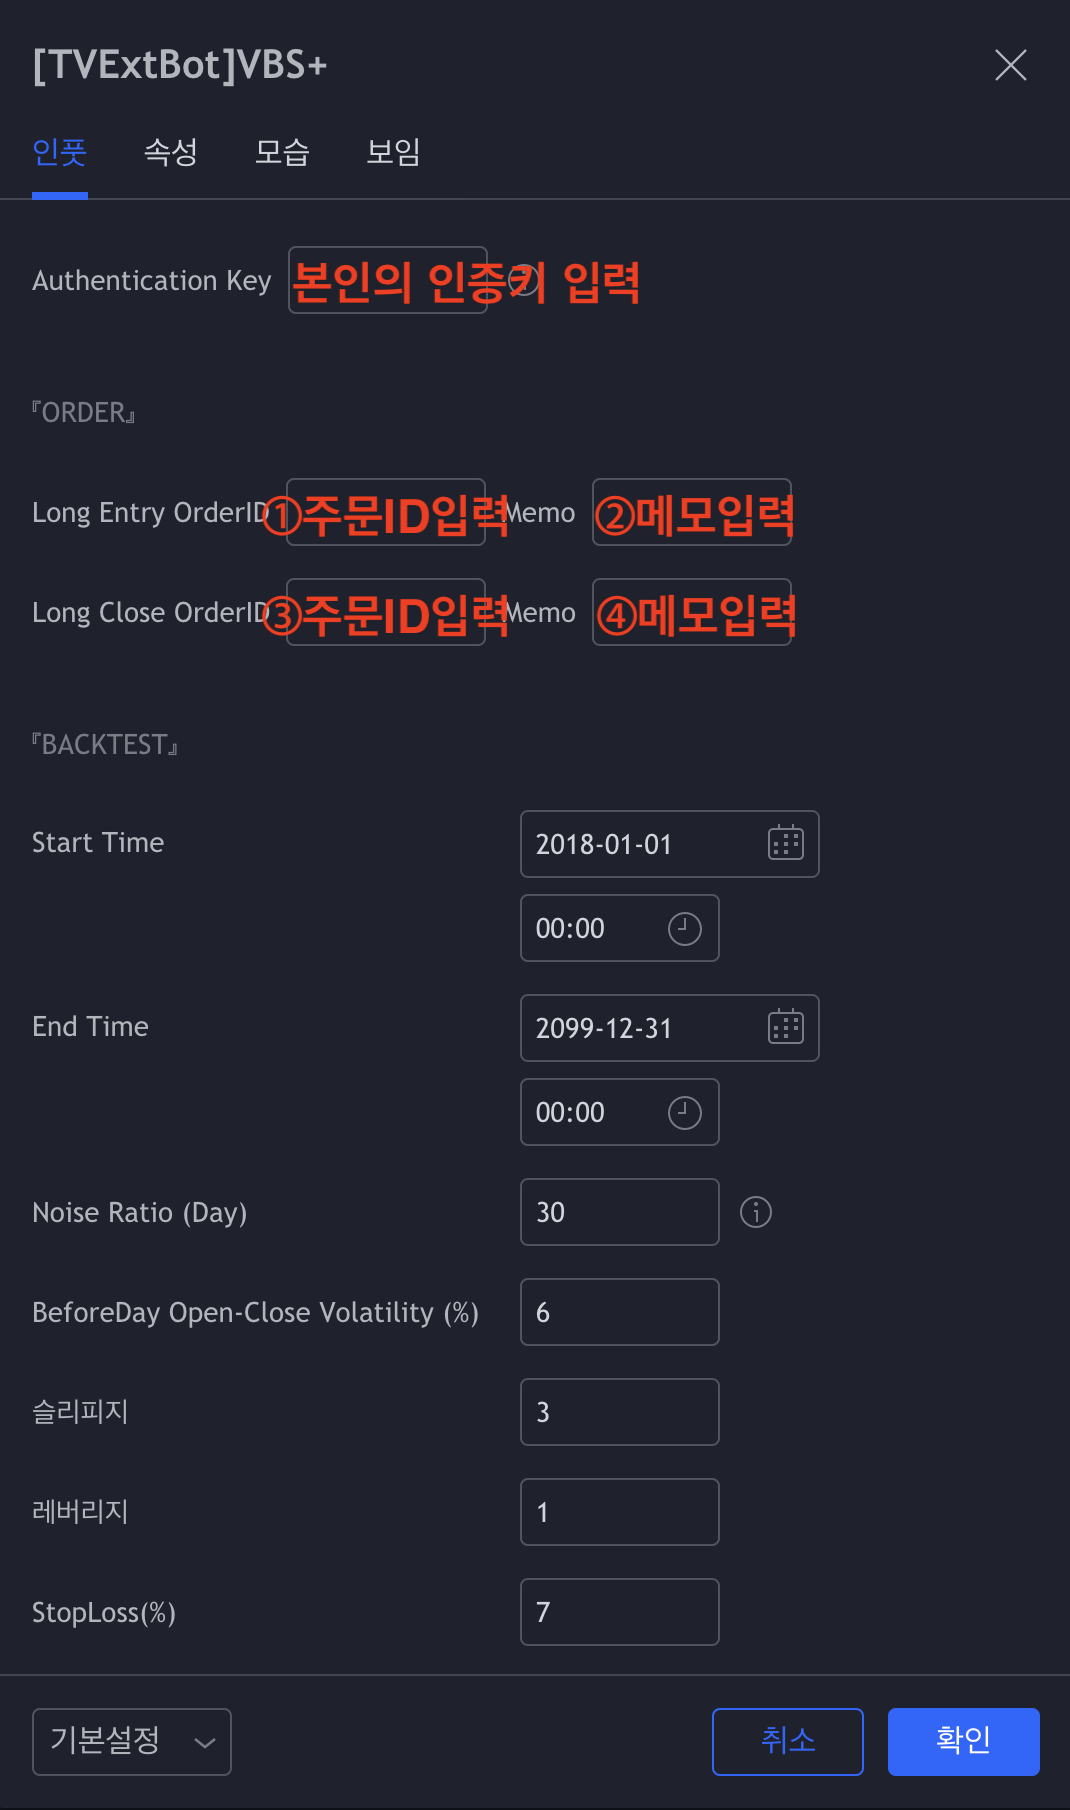 [TVExtBot]VBS+
인풋 속성 모습 보임
Authentication Key 본인의 인증키 입력
『ORDER』
Long Entry OrderID ①주문ID입력 Memo ②메모입력
Long Close OrderID ③주문ID입력 Memo ④메모입력
『BACKTEST』
Start Time 2018-01-01
00:00
End Time 2099-12-31
00:00
Noise Ratio (Day) 30
BeforeDay Open-Close Volatility (%) 6
슬리피지 3
레버리지 1
StopLoss(%) 7
기본설정 취소 확인